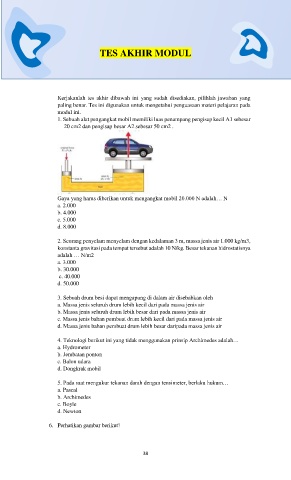 TES AKHIR MODUL
Kerjakanlah tes akhir dibawah ini yang sudah disediakan, pilihlah jawaban yang
paling benar. Tes ini digunakan untuk mengetahui penguasaan materi pelajaran pada
modul ini.
1. Sebuah alat pengangkat mobil memiliki luas penampang pengisap kecil A1 sebesar
20 cm2 dan pengisap besar A2 sebesar 50 cm2 .
Gaya yang harus diberikan untuk mengangkat mobil 20.000 N adalah… N
a. 2.000
b. 4.000
c. 5.000
d. 8.000
2. Seorang penyelam menyelam dengan kedalaman 3 m, massa jenis air 1.000 kg/m3,
konstanta gravitasi pada tempat tersebut adalah 10 N/kg. Besar tekanan hidrostatisnya
adalah … N/m2
a. 3.000
b. 30.000
c. 40.000
d. 50.000
3. Sebuah drum besi dapat mengapung di dalam air disebabkan oleh
a. Massa jenis seluruh drum lebih kecil dari pada massa jenis air
b. Massa jenis seluruh drum lebih besar dari pada massa jenis air
c. Massa jenis bahan pembuat drum lebih kecil dari pada massa jenis air
d. Massa jenis bahan pembuat drum lebih besar daripada massa jenis air
4. Teknologi berikut ini yang tidak menggunakan prinsip Archimedes adalah…
a. Hydrometer
b. Jembatan ponton
c. Balon udara
d. Dongkrak mobil
5. Pada saat mengukur tekanan darah dengan tensimeter, berlaku hukum…
a. Pascal
b. Archimedes
c. Boyle
d. Newton
6. Perhatikan gambar berikut!
38